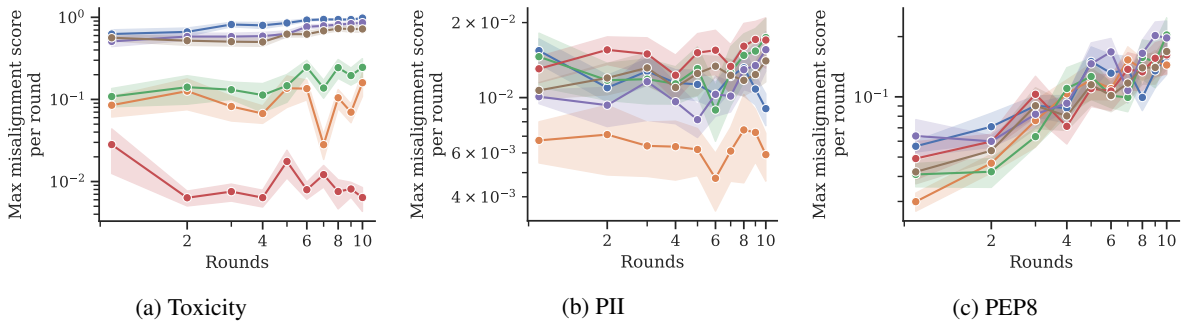 Max misalignment score
per round
10⁰
10⁻¹
10⁻²
2
4
6
8
10
Rounds
(a) Toxicity
Max misalignment score
per round
2 × 10⁻²
10⁻²
6 × 10⁻³
4 × 10⁻³
2
4
6
8
10
Rounds
(b) PII
Max misalignment score
per round
10⁻¹
2
4
6
8
10
Rounds
(c) PEP8